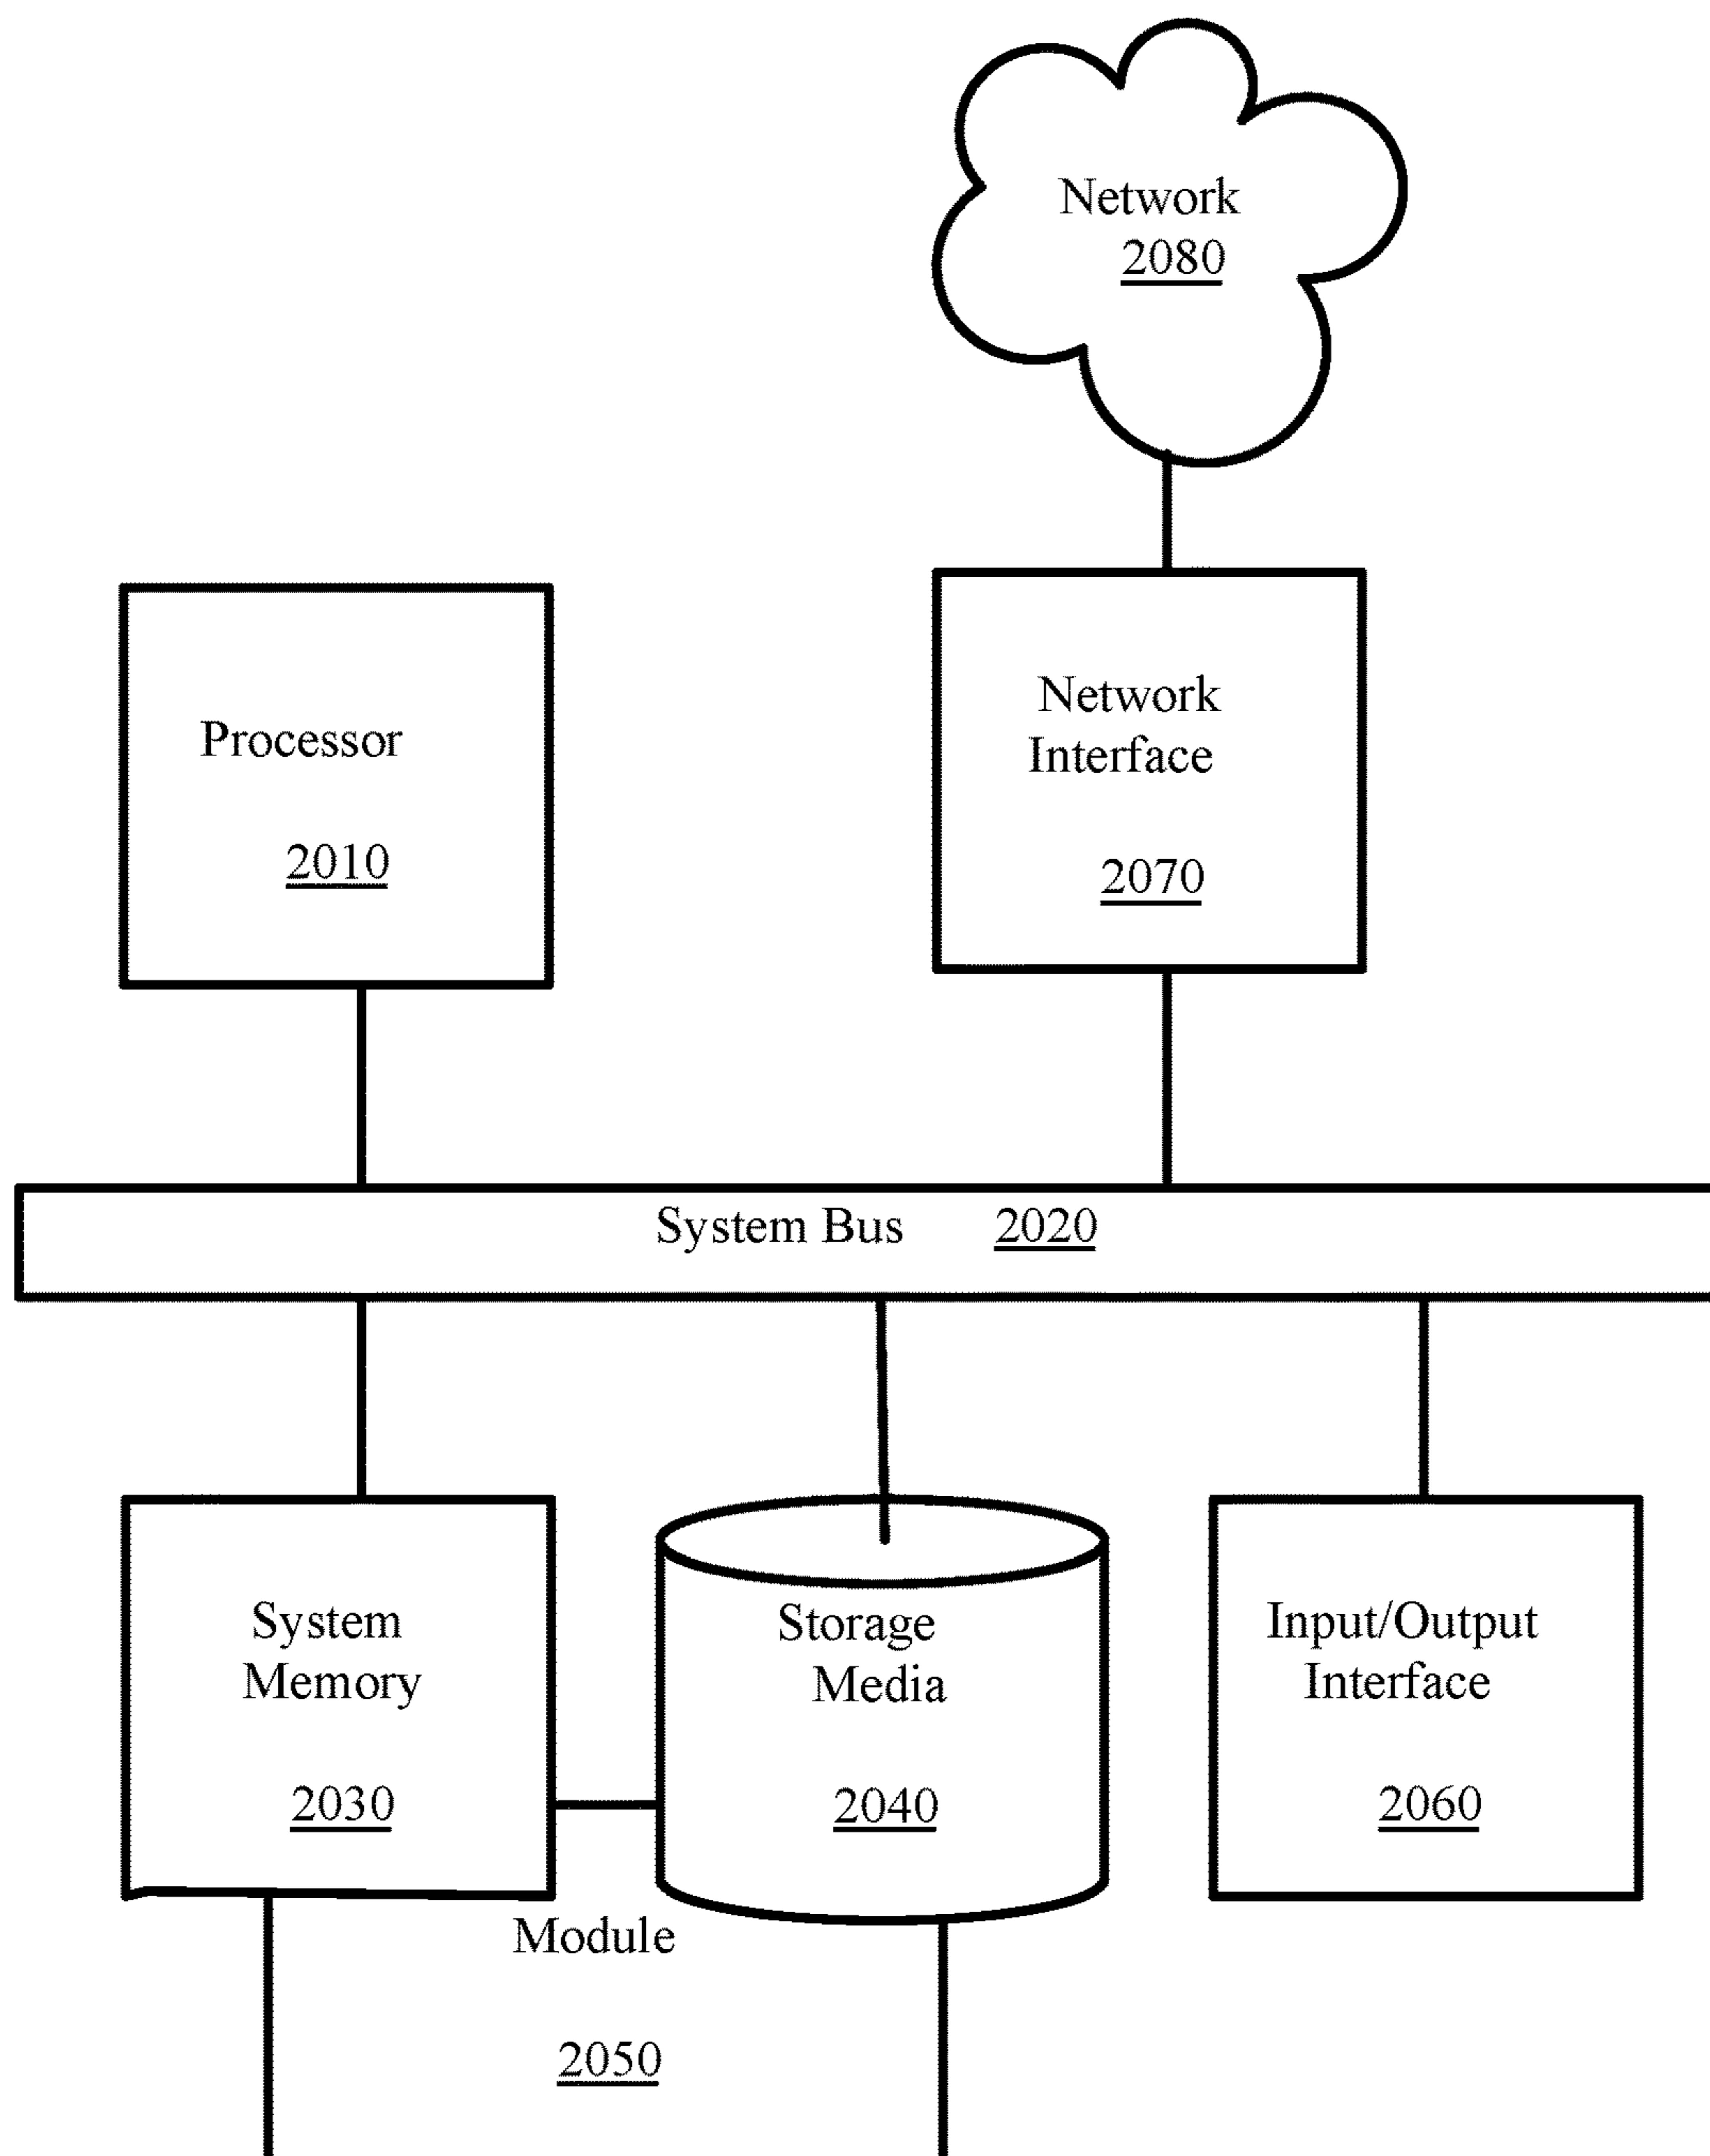 Network
2080
Processor
2010
Network
Interface
2070
System Bus 2020
System
Memory
2030
Storage
Media
2040
Input/Output
Interface
2060
Module
2050